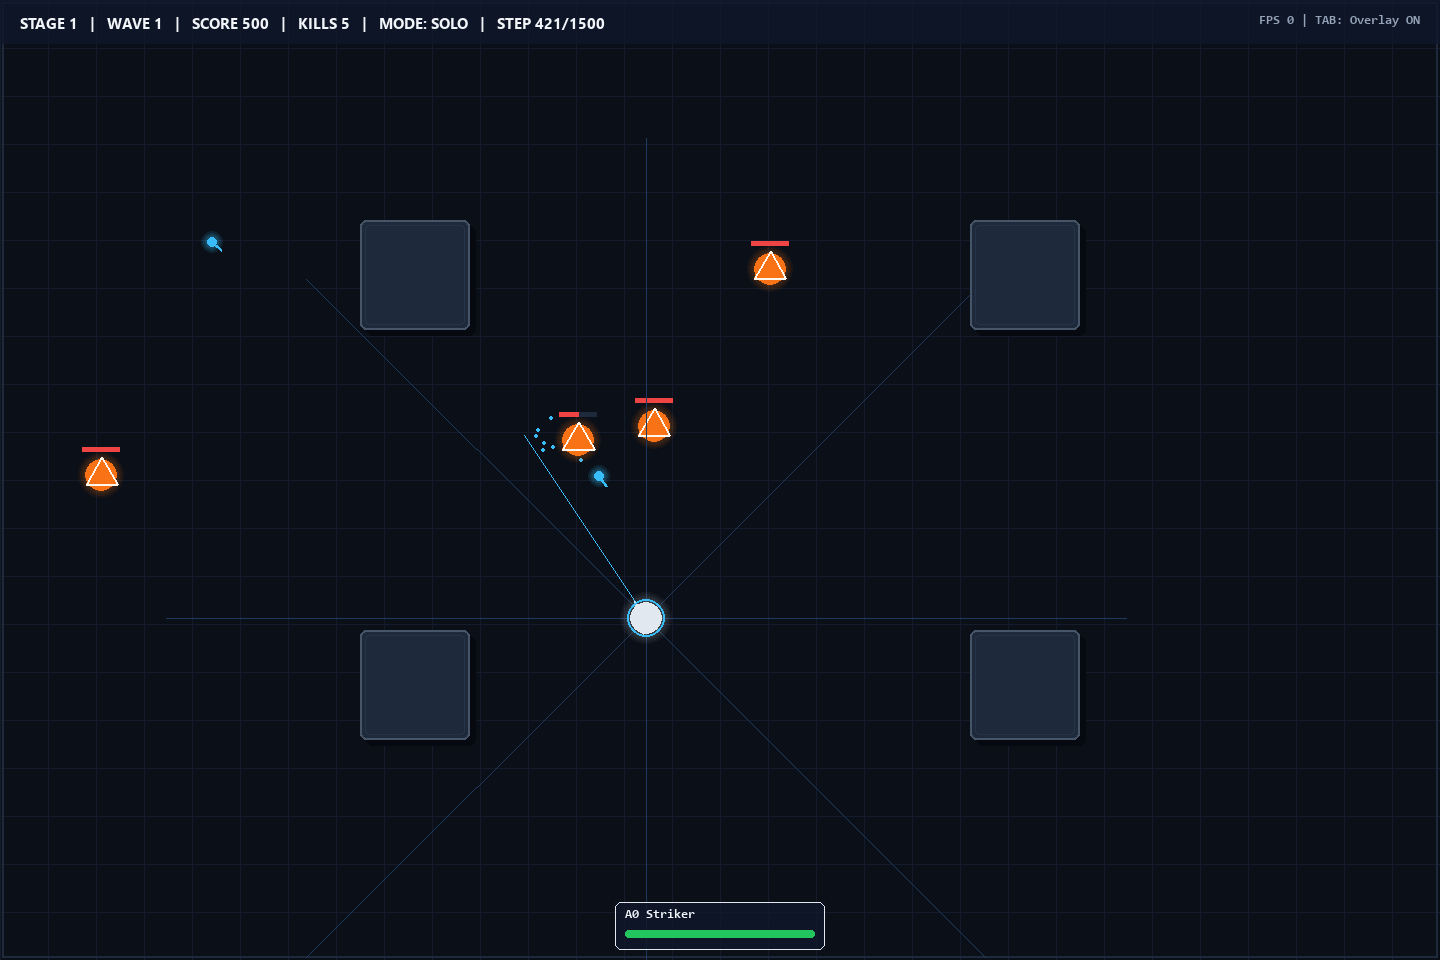 STAGE 1 | WAVE 1 | SCORE 500 | KILLS 5 | MODE: SOLO | STEP 421/1500
FPS 0 | TAB: Overlay ON
A0 Striker